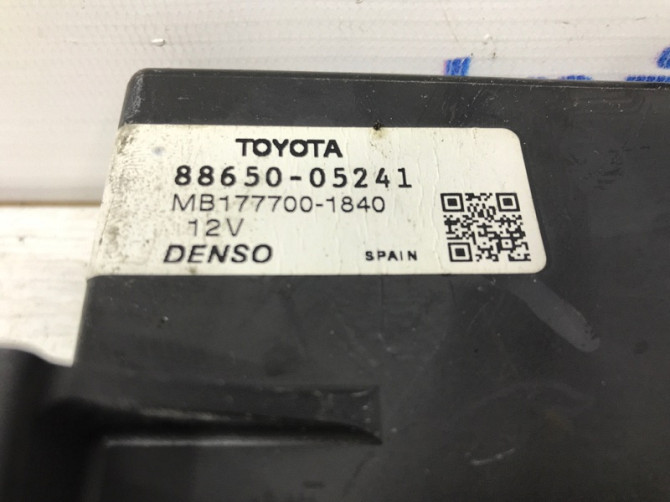 TOYOTA
88650-05241
MB177700-1840
12V
DENSO SPAIN